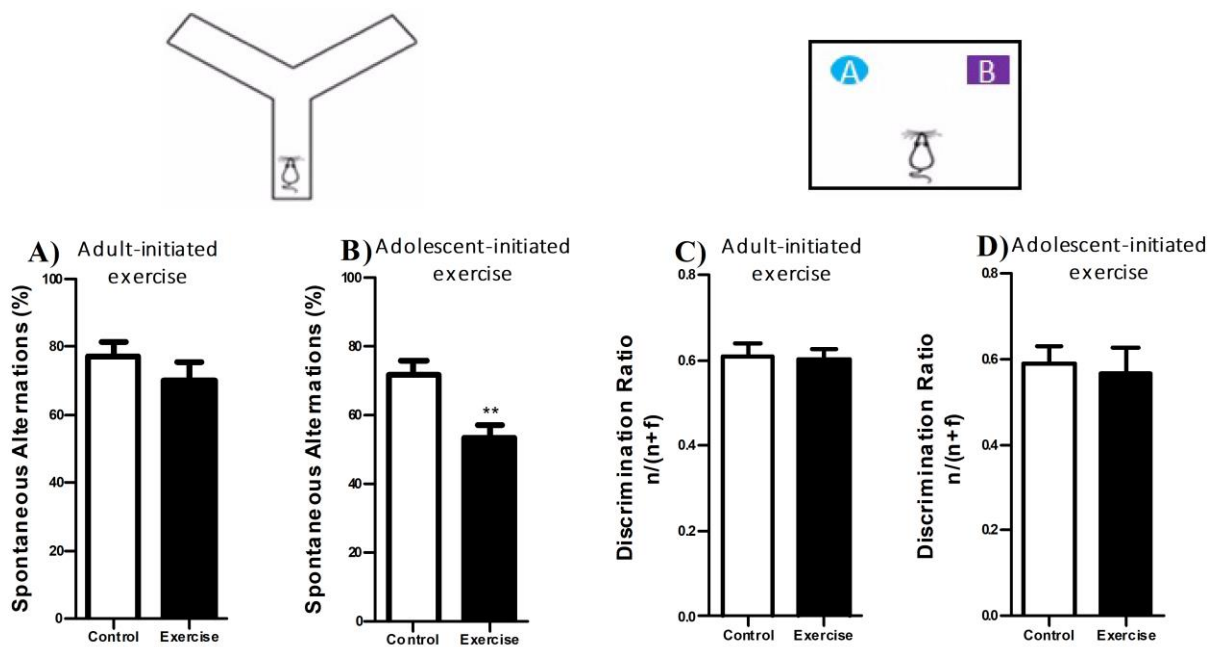 A
B
A) Adult-initiated
exercise
Spontaneous Alternations (%)
100
80
60
40
20
0
Control Exercise
B) Adolescent-initiated
exercise
Spontaneous Alternations (%)
100
80
60
40
20
0
**
Control Exercise
C) Adult-initiated
exercise
Discrimination Ratio
n/(n+f)
0.8
0.6
0.4
0.2
0.0
Control Exercise
D) Adolescent-initiated
exercise
Discrimination Ratio
n/(n+f)
0.8
0.6
0.4
0.2
0.0
Control Exercise